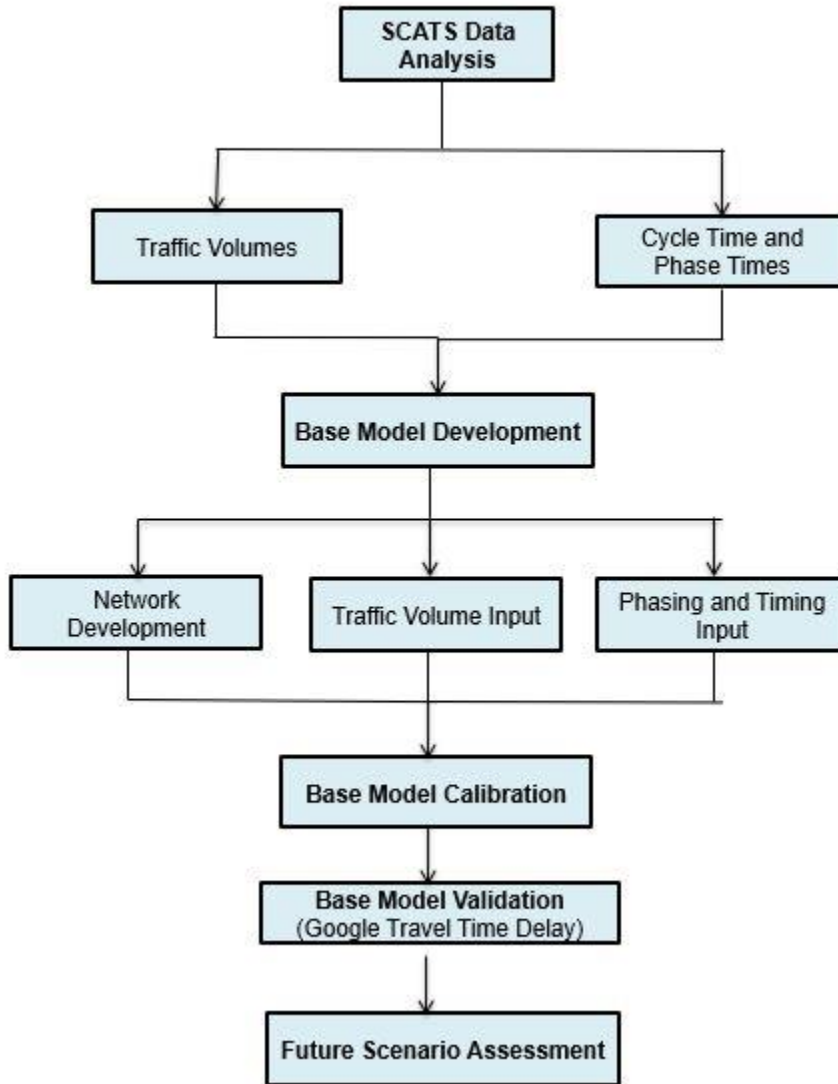 SCATS Data
Analysis
Traffic Volumes
Cycle Time and
Phase Times
Base Model Development
Network
Development
Traffic Volume Input
Phasing and Timing
Input
Base Model Calibration
Base Model Validation
(Google Travel Time Delay)
Future Scenario Assessment